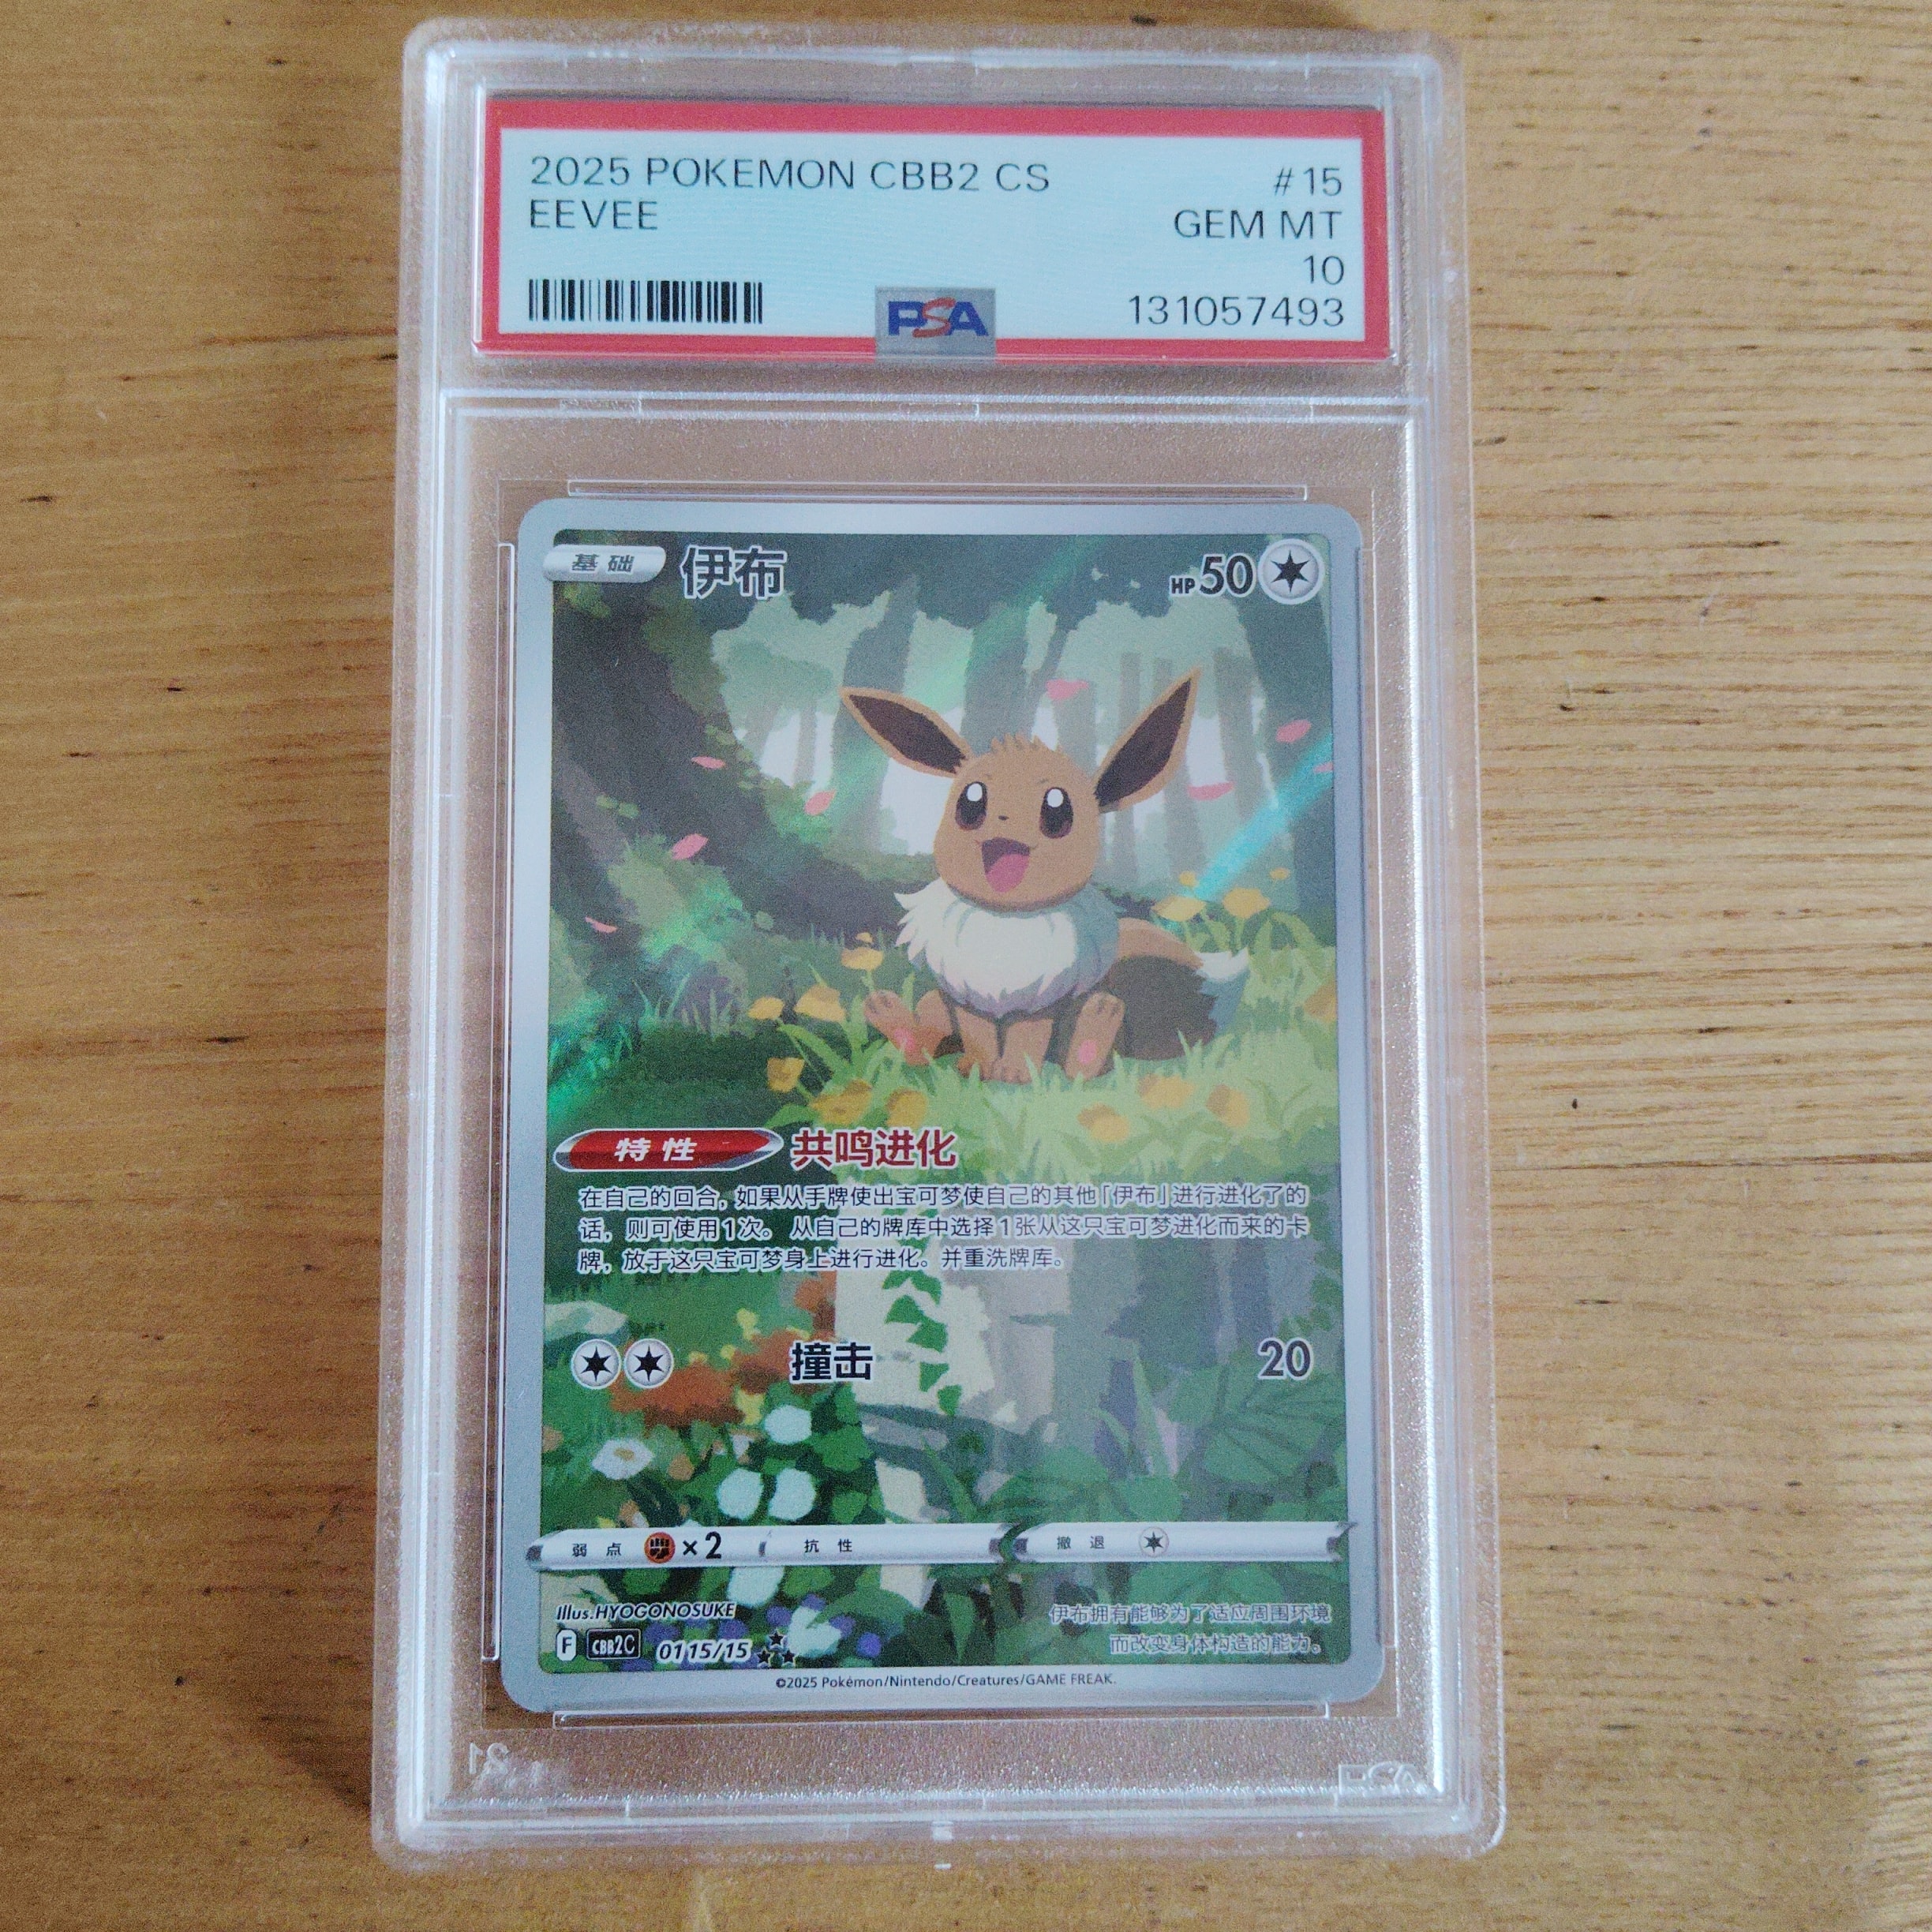 2025 POKEMON CBB2 CS #15
EEVEE GEM MT
10
PSA 131057493
基础 伊布 HP50
特性 共鸣进化
在自己的回合，如果从手牌使出宝可梦使自己的其他「伊布」进行进化了的
话，则可使用1次。从自己的牌库中选择1张从这只宝可梦进化而来的卡
牌，放于这只宝可梦身上进行进化。并重洗牌库。
撞击 20
弱点 ×2 抗性 撤退
Illus.HYOGONOSUKE
伊布拥有能够为了适应周围环境
而改变身体构造的能力。
F CBB2C 0115/15
©2025 Pokémon/Nintendo/Creatures/GAME FREAK.